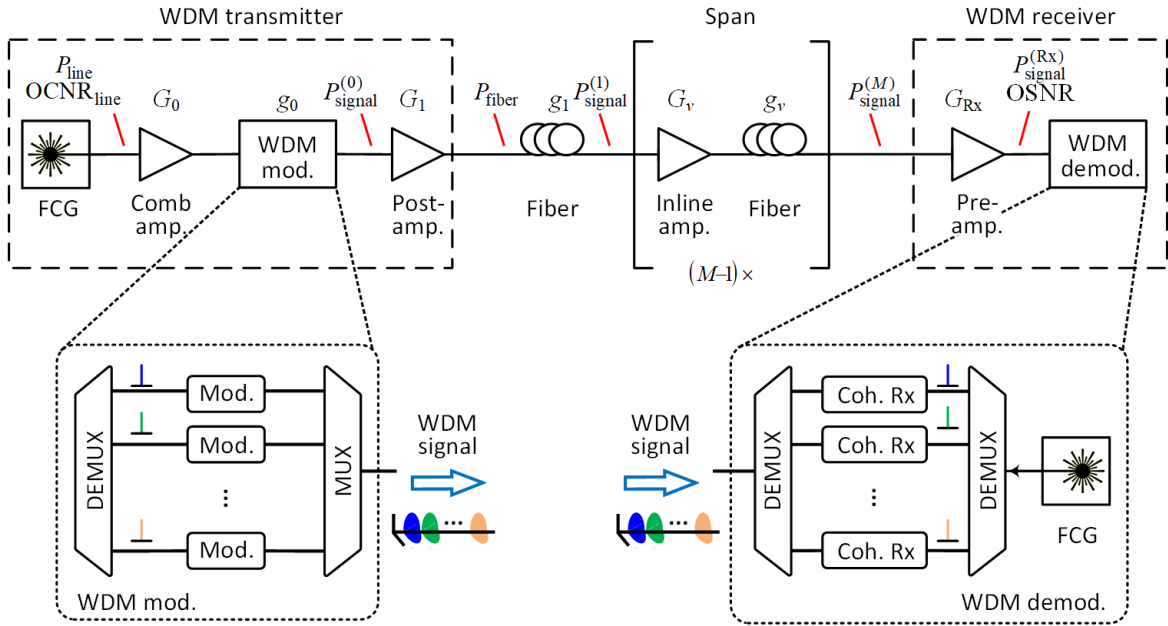 WDM transmitter
Span
WDM receiver
P_line
OCNR_line
G_0
g_0
P_signal^(0)
G_1
P_fiber
g_1
P_signal^(1)
G_v
g_v
P_signal^(M)
G_Rx
P_signal^(Rx)
OSNR
WDM
mod.
WDM
demod.
FCG
Comb
amp.
Post-
amp.
Fiber
Inline
amp.
Fiber
Pre-
amp.
(M–1) ×
DEMUX
Mod.
Mod.
...
Mod.
MUX
WDM
signal
...
WDM mod.
WDM
signal
...
DEMUX
Coh. Rx
Coh. Rx
...
Coh. Rx
DEMUX
FCG
WDM demod.